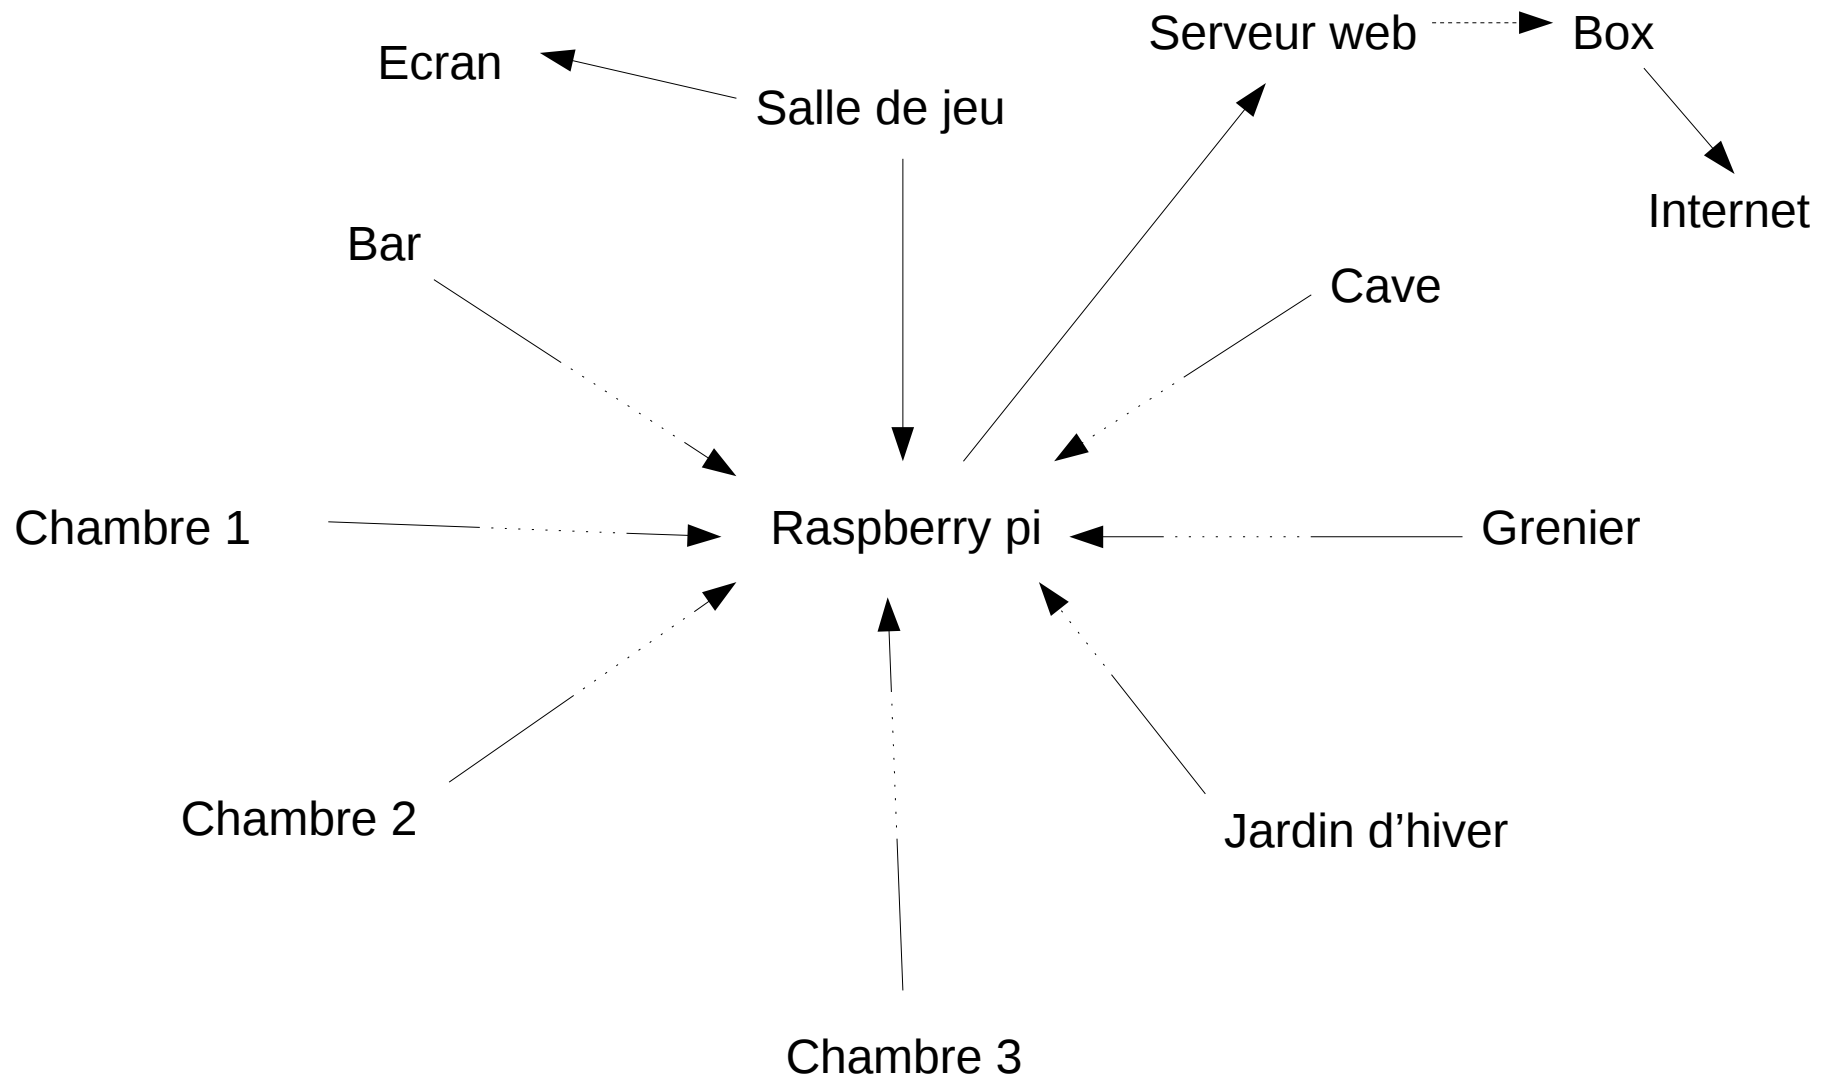 Serveur web
Box
Ecran
Salle de jeu
Internet
Bar
Cave
Chambre 1
Raspberry pi
Grenier
Chambre 2
Jardin d’hiver
Chambre 3